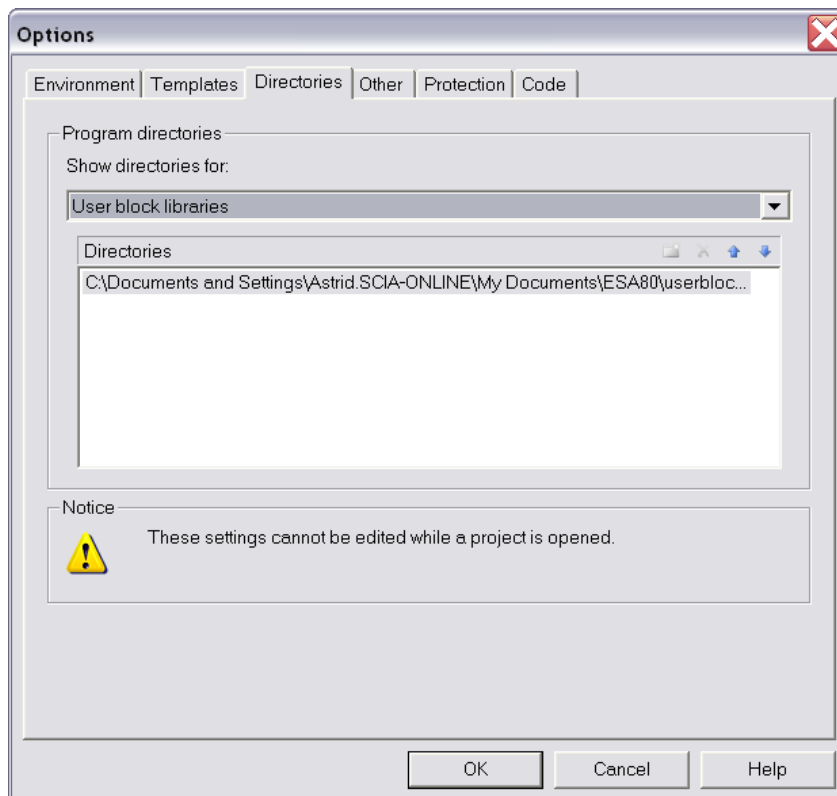 Options
Environment Templates Directories Other Protection Code
Program directories
Show directories for:
User block libraries
Directories
C:\Documents and Settings\Astrid.SCIA-ONLINE\My Documents\ESA80\userbloc...
Notice
These settings cannot be edited while a project is opened.
OK Cancel Help